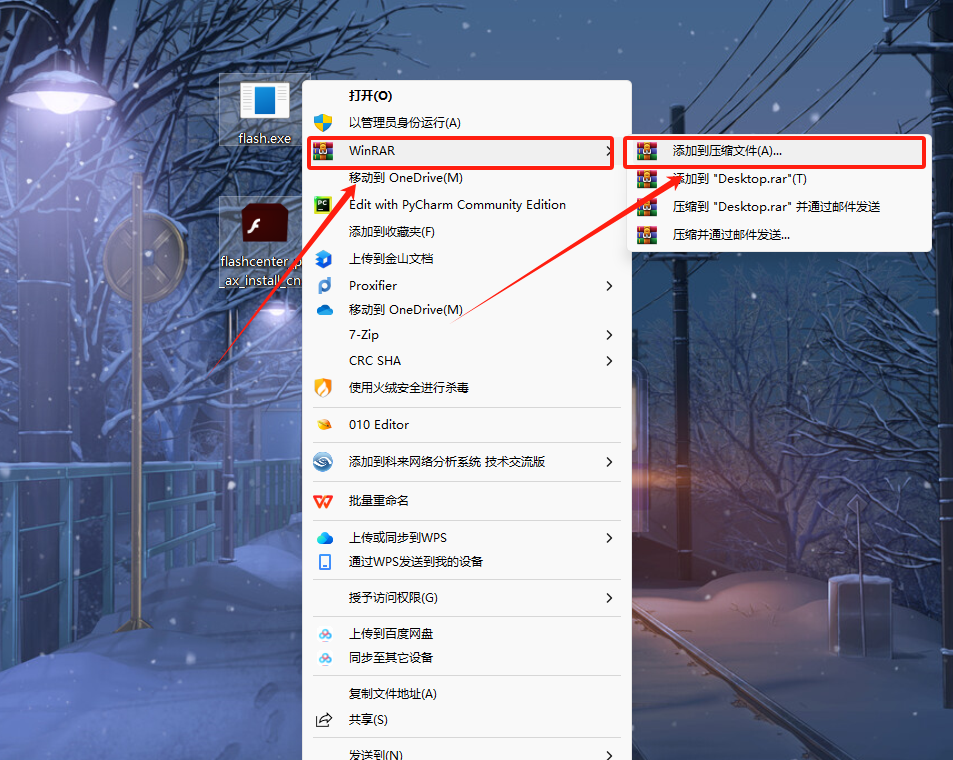 flash.exe
flashcenter_p
_ax_install_cn
打开(O)
以管理员身份运行(A)
WinRAR
移动到 OneDrive(M)
PC
Edit with PyCharm Community Edition
添加到收藏夹(F)
上传到金山文档
Proxifier
移动到 OneDrive(M)
7-Zip
CRC SHA
使用火绒安全进行杀毒
010 Editor
添加到科来网络分析系统 技术交流版
批量重命名
上传或同步到WPS
通过WPS发送到我的设备
授予访问权限(G)
上传到百度网盘
同步至其它设备
复制文件地址(A)
共享(S)
发送到(N)
添加到压缩文件(A)...
添加到 "Desktop.rar"(T)
压缩到 "Desktop.rar" 并通过邮件发送
压缩并通过邮件发送...